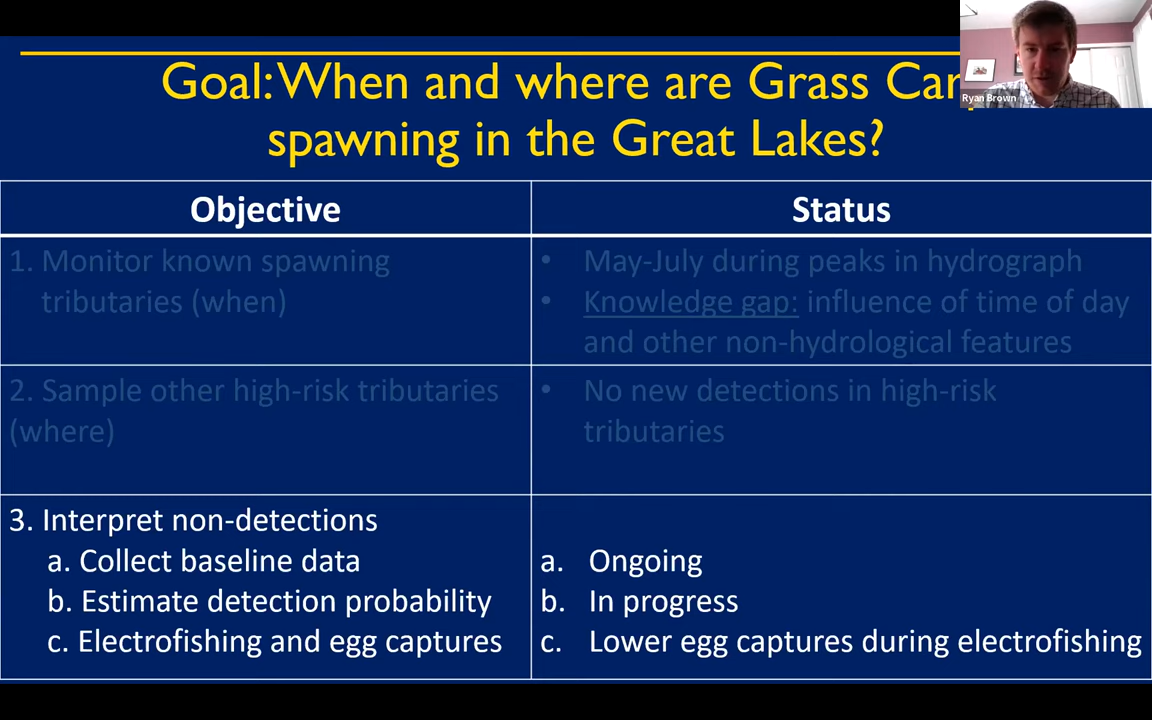 Goal: When and where are Grass Carp
Ryan Brown
spawning in the Great Lakes?
Objective
Status
1. Monitor known spawning
tributaries (when)
• May-July during peaks in hydrograph
• Knowledge gap: influence of time of day
and other non-hydrological features
2. Sample other high-risk tributaries
(where)
• No new detections in high-risk
tributaries
3. Interpret non-detections
a. Collect baseline data
b. Estimate detection probability
c. Electrofishing and egg captures
a. Ongoing
b. In progress
c. Lower egg captures during electrofishing